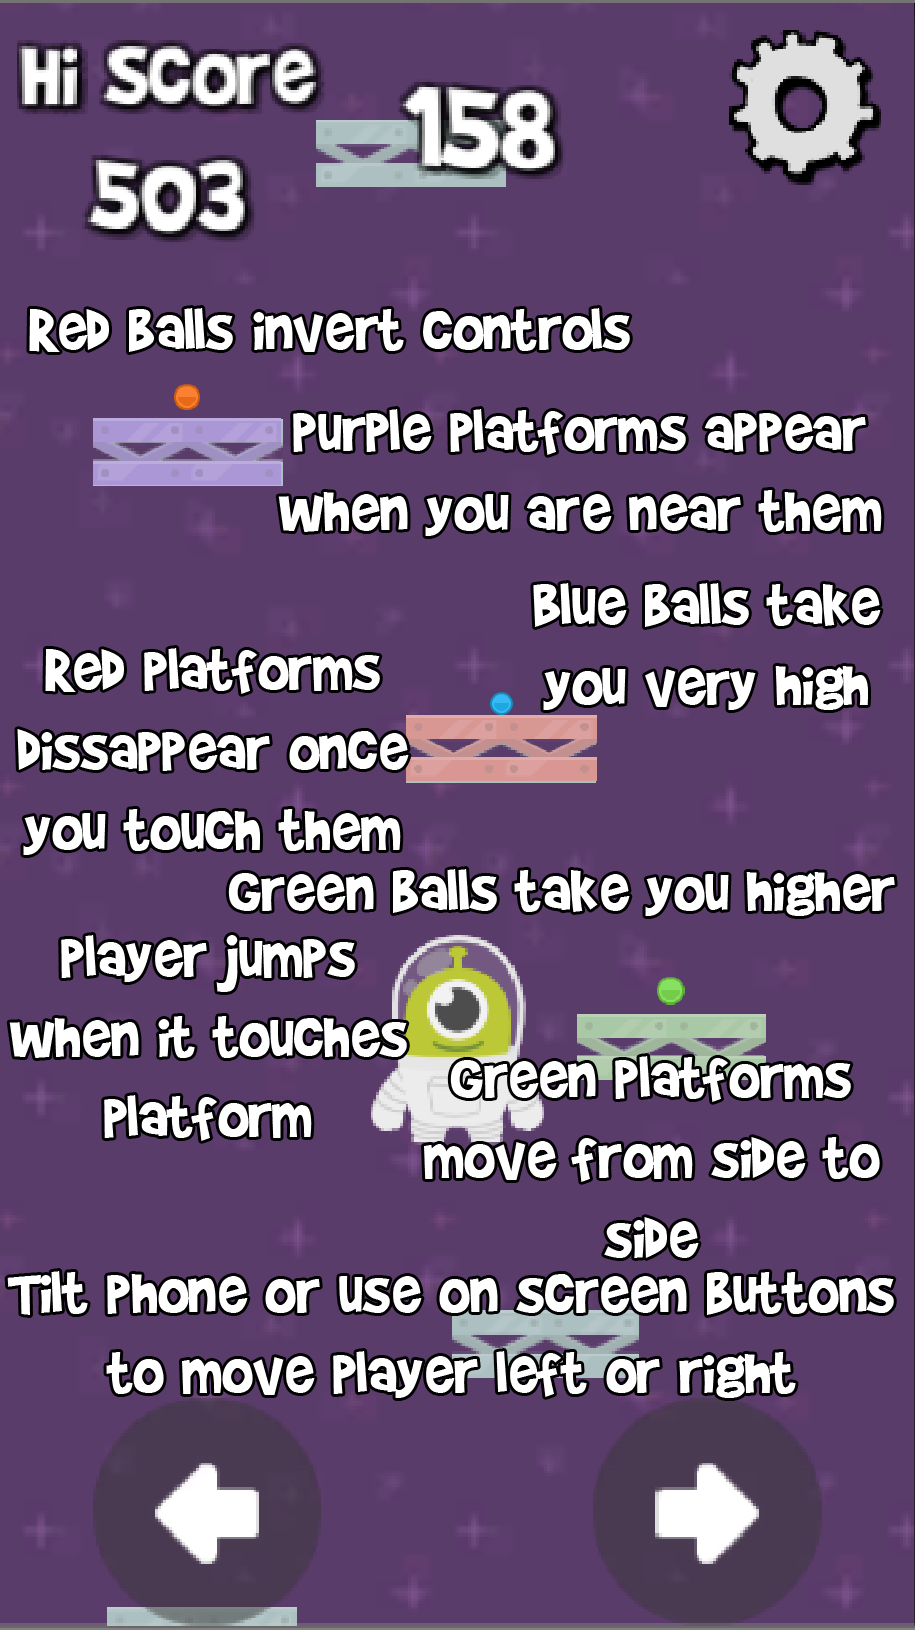 Hi Score
158
503
Red Balls invert controls
Purple Platforms appear
when you are near them
Blue Balls take
you very high
Red Platforms
Dissappear once
you touch them
Green Balls take you higher
Player jumps
when it touches
Platform
Green Platforms
move from side to
side
Tilt Phone or use on screen Buttons
to move Player left or right